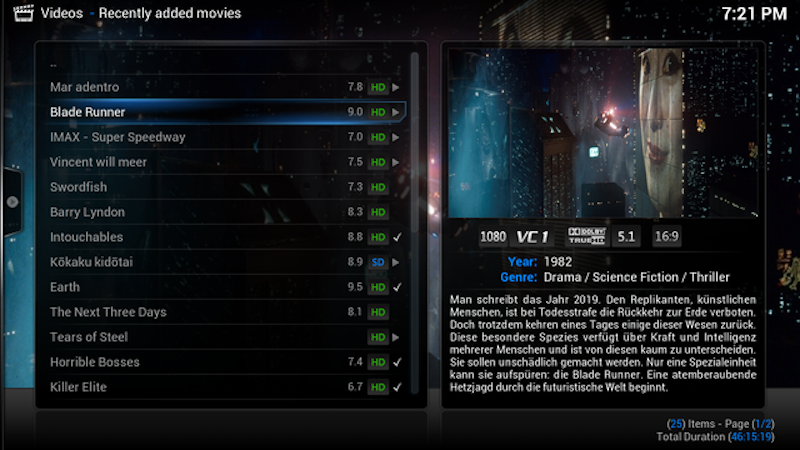 Videos - Recently added movies
7:21 PM
..
Mar adentro 7.8 HD
Blade Runner 9.0 HD
IMAX - Super Speedway 7.0 HD
Vincent will meer 7.5 HD
Swordfish 7.3 HD
Barry Lyndon 8.3 HD
Intouchables 8.8 HD
Kōkaku kidōtai 8.9 SD
Earth 9.5 HD
The Next Three Days 8.1 HD
Tears of Steel HD
Horrible Bosses 7.4 HD
Killer Elite 6.7 HD
1080 VC1 DOLBY TRUEHD 5.1 16:9
Year: 1982
Genre: Drama / Science Fiction / Thriller
Man schreibt das Jahr 2019. Den Replikanten, künstlichen
Menschen, ist bei Todesstrafe die Rückkehr zur Erde verboten.
Doch trotzdem kehren eines Tages einige dieser Wesen zurück.
Diese besondere Spezies verfügt über Kraft und Intelligenz
mehrerer Menschen und ist von diesen kaum zu unterscheiden.
Sie sollen unschädlich gemacht werden. Nur eine Spezialeinheit
kann sie aufspüren: die Blade Runner. Eine atemberaubende
Hetzjagd durch die futuristische Welt beginnt.
(25) Items - Page (1/2)
Total Duration (46:15:19)